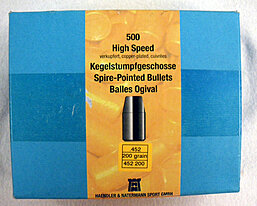 500
High Speed
verkupfert, copper-plated, cuivrées
Kegelstumpfgeschosse
Spire-Pointed Bullets
Balles Ogival
452
200 grain
452 200
HAENDLER & NATERMANN SPORT GMBH